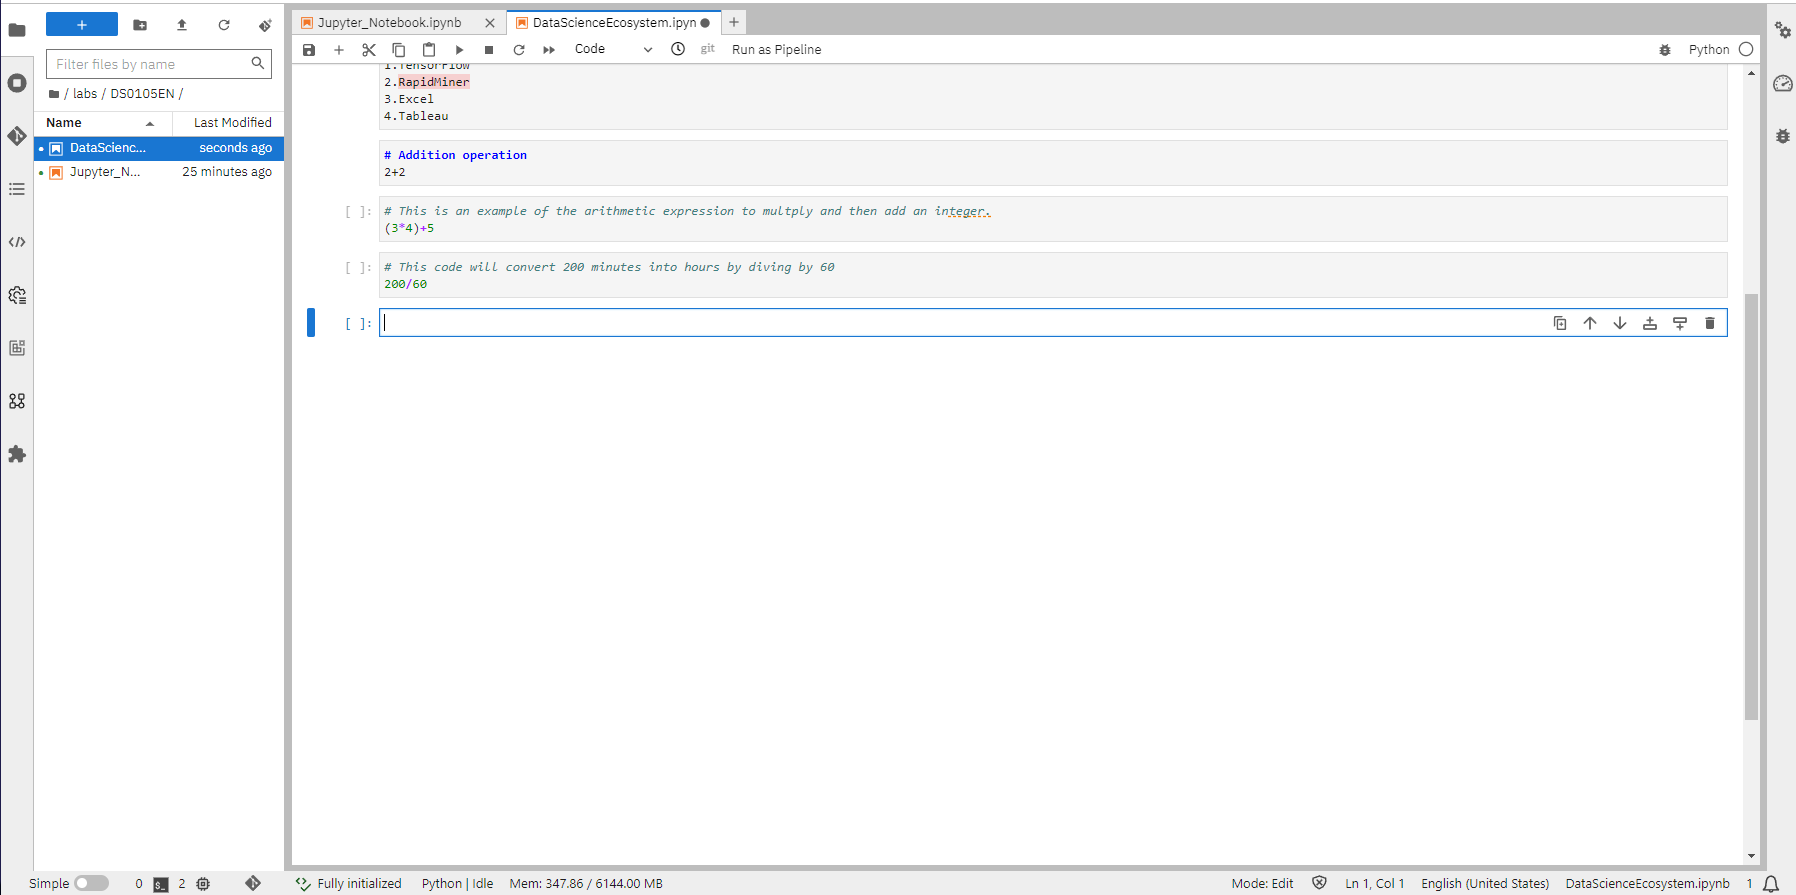 Jupyter_Notebook.ipynb
DataScienceEcosystem.ipyn
Code
git
Run as Pipeline
Python
Filter files by name
/ labs / DS0105EN /
Name
Last Modified
DataScienc...
seconds ago
Jupyter_N...
25 minutes ago
1.TensorFlow
2.RapidMiner
3.Excel
4.Tableau
# Addition operation
2+2
[ ]:
# This is an example of the arithmetic expression to multply and then add an integer.
(3*4)+5
[ ]:
# This code will convert 200 minutes into hours by diving by 60
200/60
[ ]:
Simple
0
$_
2
Fully initialized
Python | Idle
Mem: 347.86 / 6144.00 MB
Mode: Edit
Ln 1, Col 1
English (United States)
DataScienceEcosystem.ipynb
1